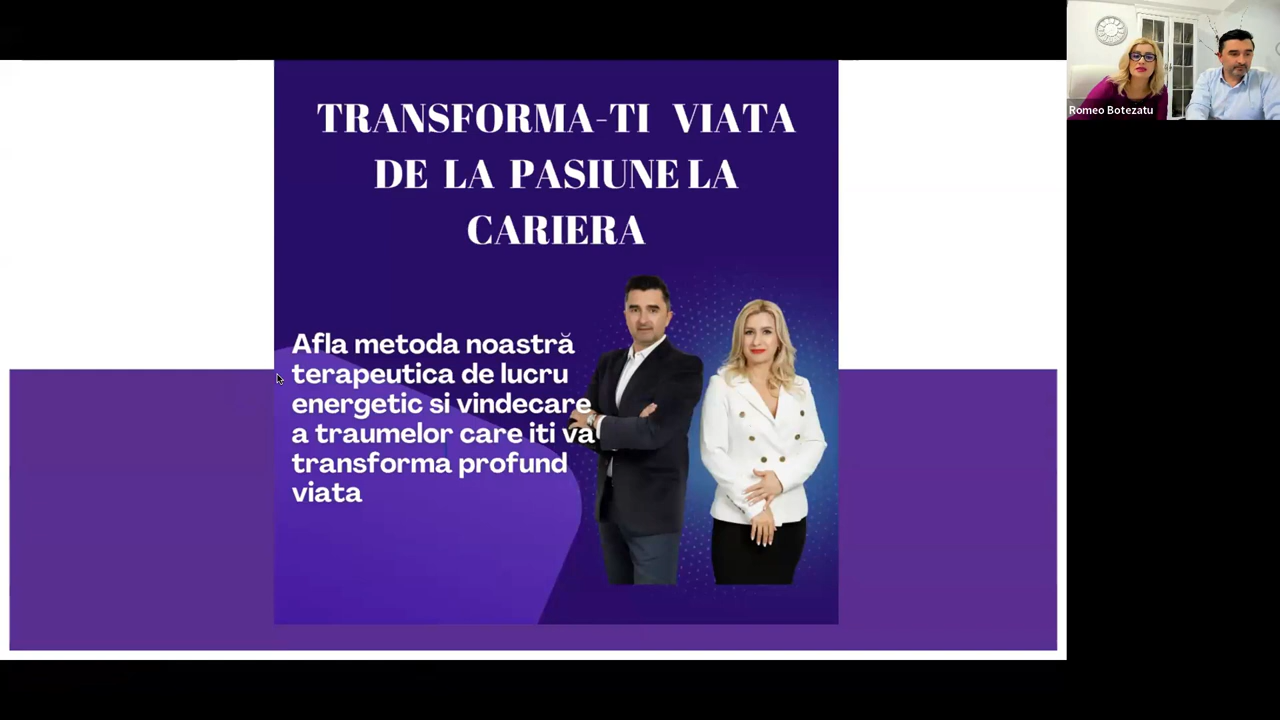 TRANSFORMA-TI VIATA
DE LA PASIUNE LA
CARIERA
Afla metoda noastră
terapeutica de lucru
energetic si vindecare
a traumelor care iti va
transforma profund
viata
Romeo Botezatu